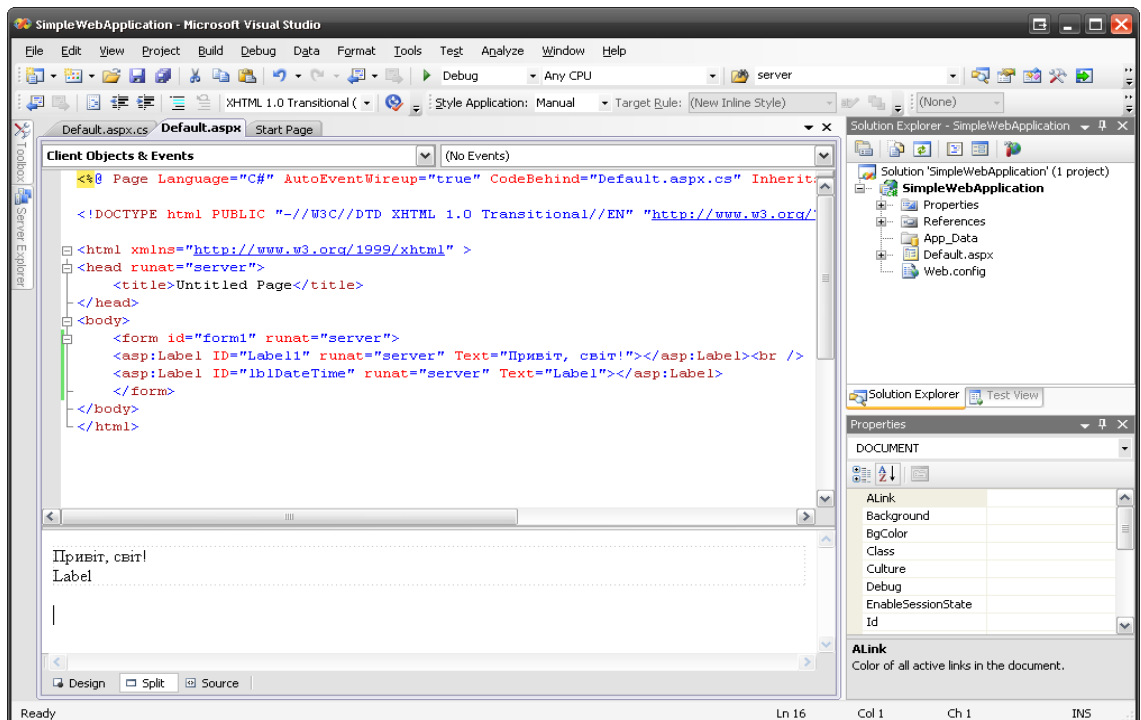 SimpleWebApplication - Microsoft Visual Studio
File Edit View Project Build Debug Data Format Tools Test Analyze Window Help
Debug Any CPU server
XHTML 1.0 Transitional ( Style Application: Manual Target Rule: (New Inline Style) (None)
Toolbox
Server Explorer
Default.aspx.cs Default.aspx Start Page
Client Objects & Events (No Events)
<%@ Page Language="C#" AutoEventWireup="true" CodeBehind="Default.aspx.cs" Inherits
<!DOCTYPE html PUBLIC "-//W3C//DTD XHTML 1.0 Transitional//EN" "http://www.w3.org/
<html xmlns="http://www.w3.org/1999/xhtml" >
<head runat="server">
<title>Untitled Page</title>
</head>
<body>
<form id="form1" runat="server">
<asp:Label ID="Label1" runat="server" Text="Привіт, світ!"></asp:Label><br />
<asp:Label ID="lblDateTime" runat="server" Text="Label"></asp:Label>
</form>
</body>
</html>
Привіт, світ!
Label
Design Split Source
Solution Explorer - SimpleWebApplication
Solution 'SimpleWebApplication' (1 project)
SimpleWebApplication
Properties
References
App_Data
Default.aspx
Web.config
Solution Explorer Test View
Properties
DOCUMENT
ALink
Background
BgColor
Class
Culture
Debug
EnableSessionState
Id
ALink
Color of all active links in the document.
Ready Ln 16 Col 1 Ch 1 INS